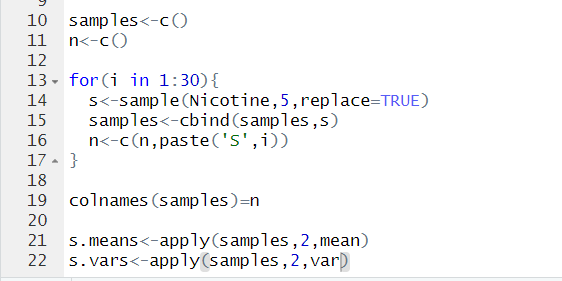 9
10 samples<-c()
11 n<-c()
12
13 for(i in 1:30){
14   s<-sample(Nicotine,5,replace=TRUE)
15   samples<-cbind(samples,s)
16   n<-c(n,paste('S',i))
17 }
18
19 colnames(samples)=n
20
21 s.means<-apply(samples,2,mean)
22 s.vars<-apply(samples,2,var)